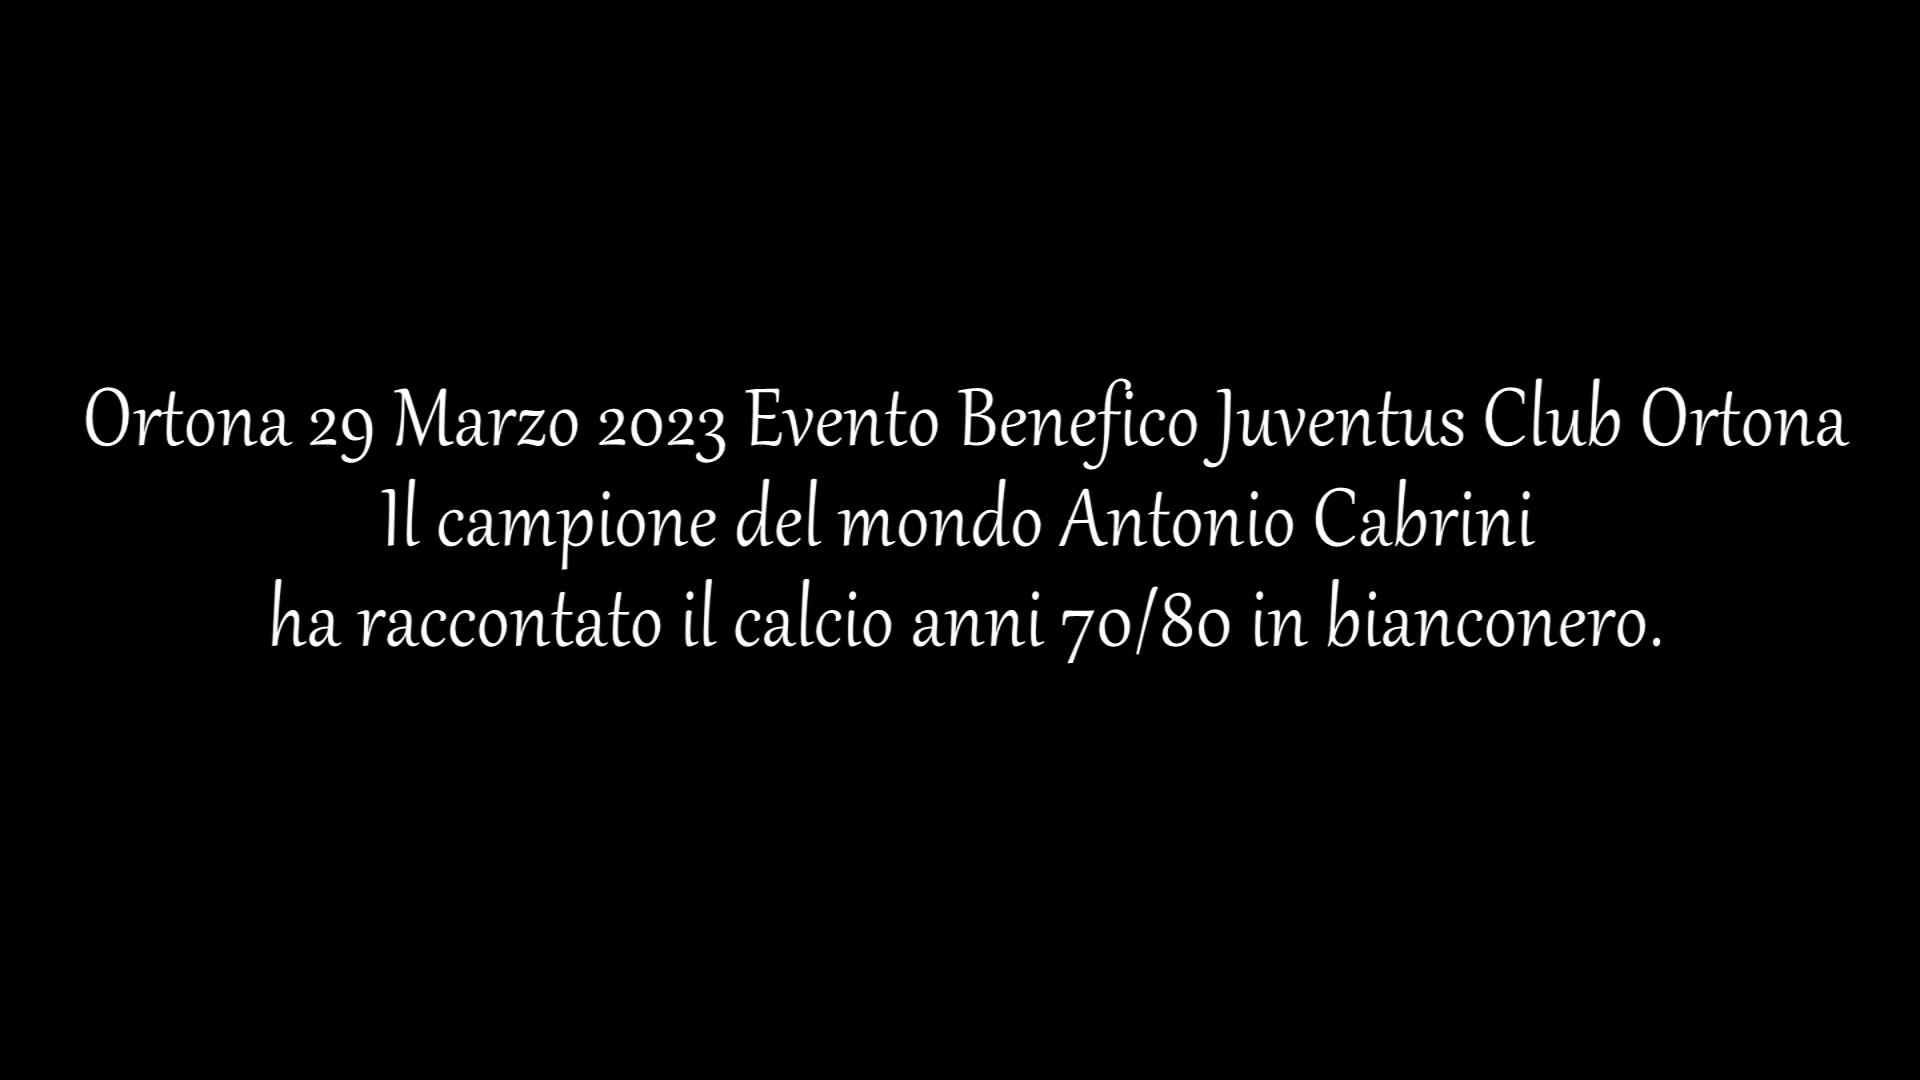 Ortona 29 Marzo 2023 Evento Benefico Juventus Club Ortona
Il campione del mondo Antonio Cabrini
ha raccontato il calcio anni 70/80 in bianconero.